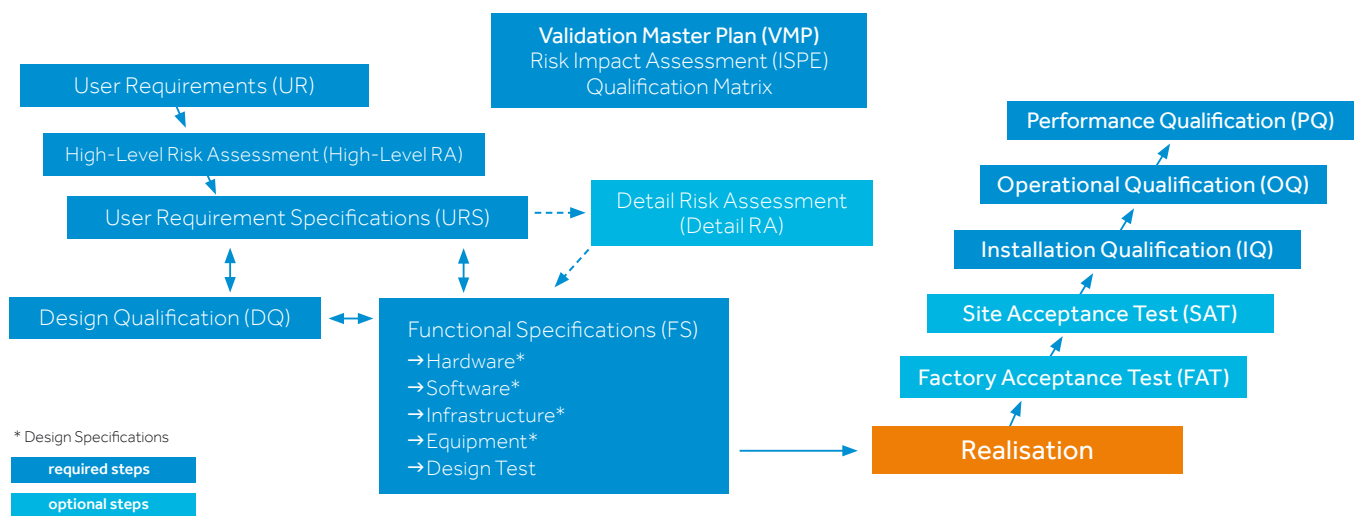 Validation Master Plan (VMP)
Risk Impact Assessment (ISPE)
Qualification Matrix
User Requirements (UR)
High-Level Risk Assessment (High-Level RA)
User Requirement Specifications (URS)
Detail Risk Assessment
(Detail RA)
Design Qualification (DQ)
Functional Specifications (FS)
→Hardware*
→Software*
→Infrastructure*
→Equipment*
→Design Test
Performance Qualification (PQ)
Operational Qualification (OQ)
Installation Qualification (IQ)
Site Acceptance Test (SAT)
Factory Acceptance Test (FAT)
Realisation
* Design Specifications
required steps
optional steps